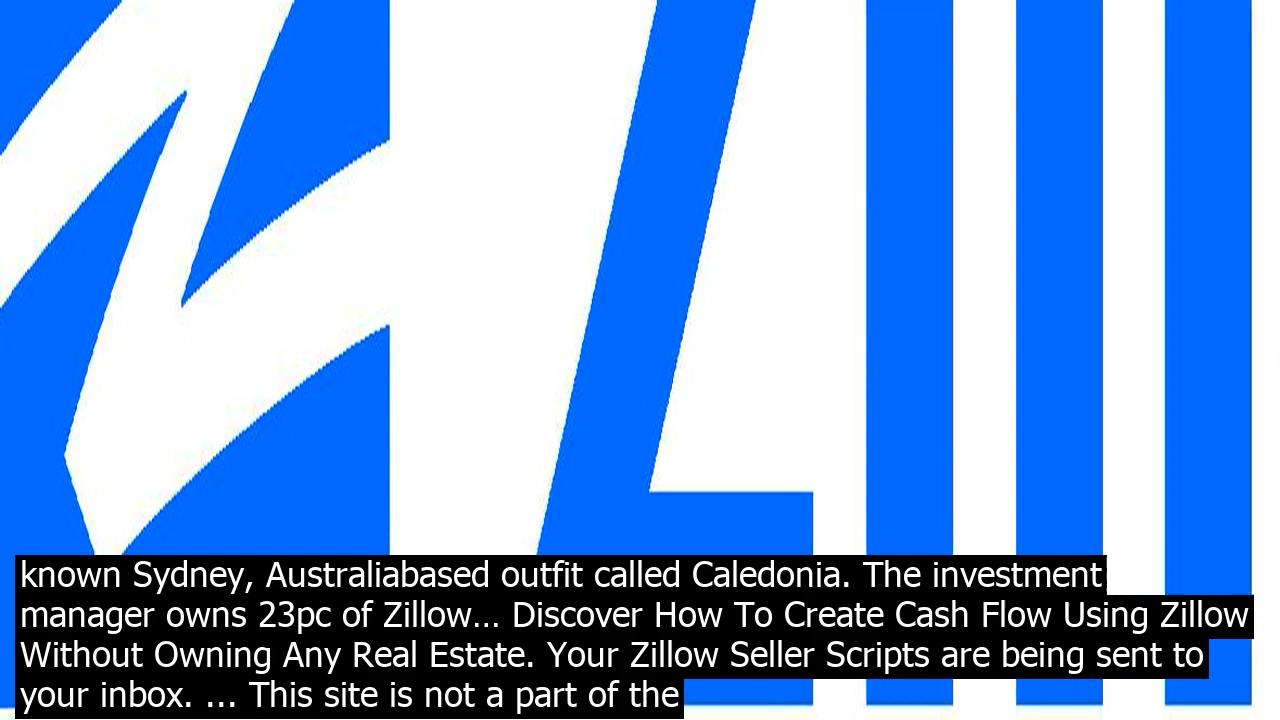 known Sydney, Australiabased outfit called Caledonia. The investment
manager owns 23pc of Zillow... Discover How To Create Cash Flow Using Zillow
Without Owning Any Real Estate. Your Zillow Seller Scripts are being sent to
your inbox. ... This site is not a part of the